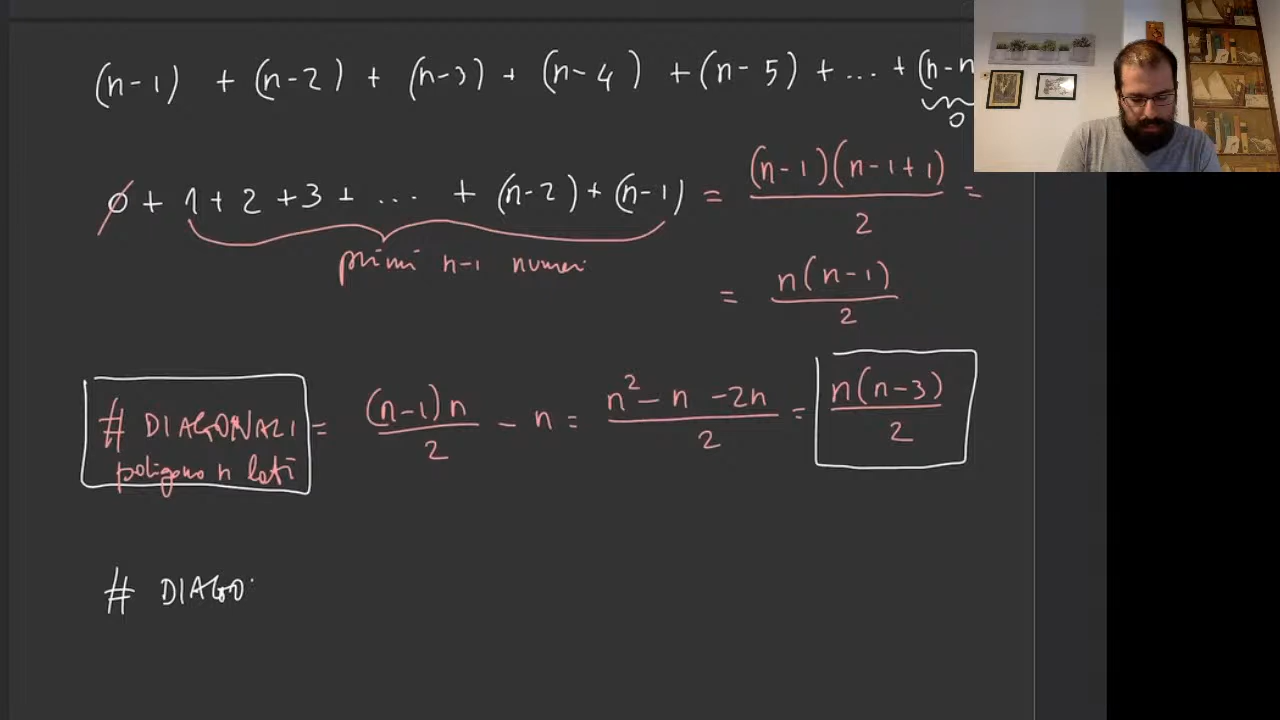 (n-1) + (n-2) + (n-3) + (n-4) + (n-5) + ... + (n-n
0
0 + 1 + 2 + 3 + ... + (n-2) + (n-1) = (n-1)(n-1+1)/2 =
primi n-1 numeri
= n(n-1)/2
# DIAGONALI poligono n lati = (n-1)n/2 - n = n² - n - 2n/2 = n(n-3)/2
# DIAGO